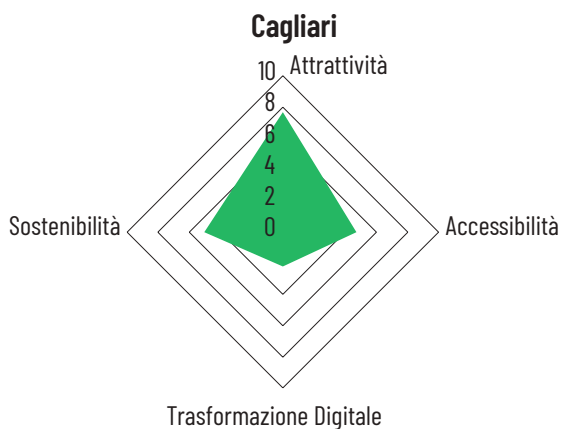 Cagliari
Attrattività
10
8
6
4
2
0
Sostenibilità
Accessibilità
Trasformazione Digitale